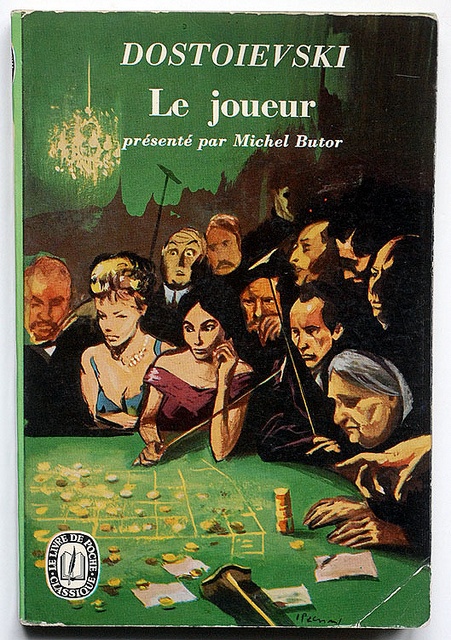 DOSTOIEVSKI
Le joueur
présenté par Michel Butor
LE LIVRE DE POCHE
CLASSIQUE